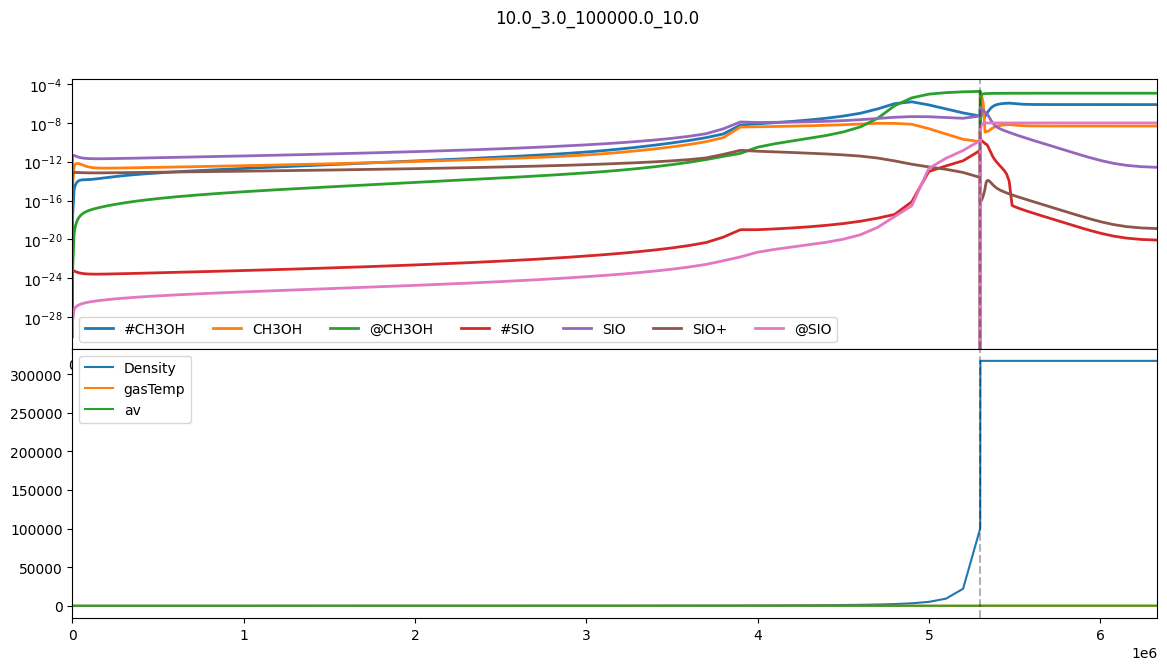 10.0_3.0_100000.0_10.0
10⁻⁴
10⁻⁸
10⁻¹²
10⁻¹⁶
10⁻²⁰
10⁻²⁴
10⁻²⁸
#CH3OH CH3OH @CH3OH #SIO SIO SIO+ @SIO
300000
250000
200000
150000
100000
50000
0
Density
gasTemp
av
0 1 2 3 4 5 6
1e6